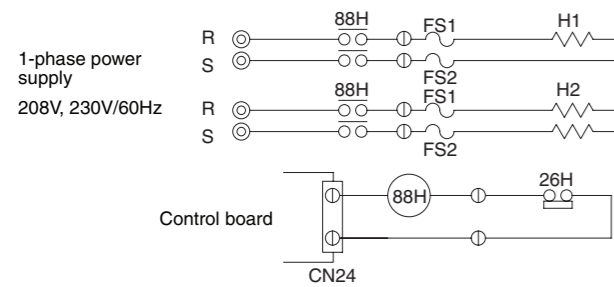 88H FS1 H1
R
1-phase power
supply
S
FS2
208V, 230V/60Hz
88H FS1 H2
R
S
FS2
26H
88H
Control board
CN24